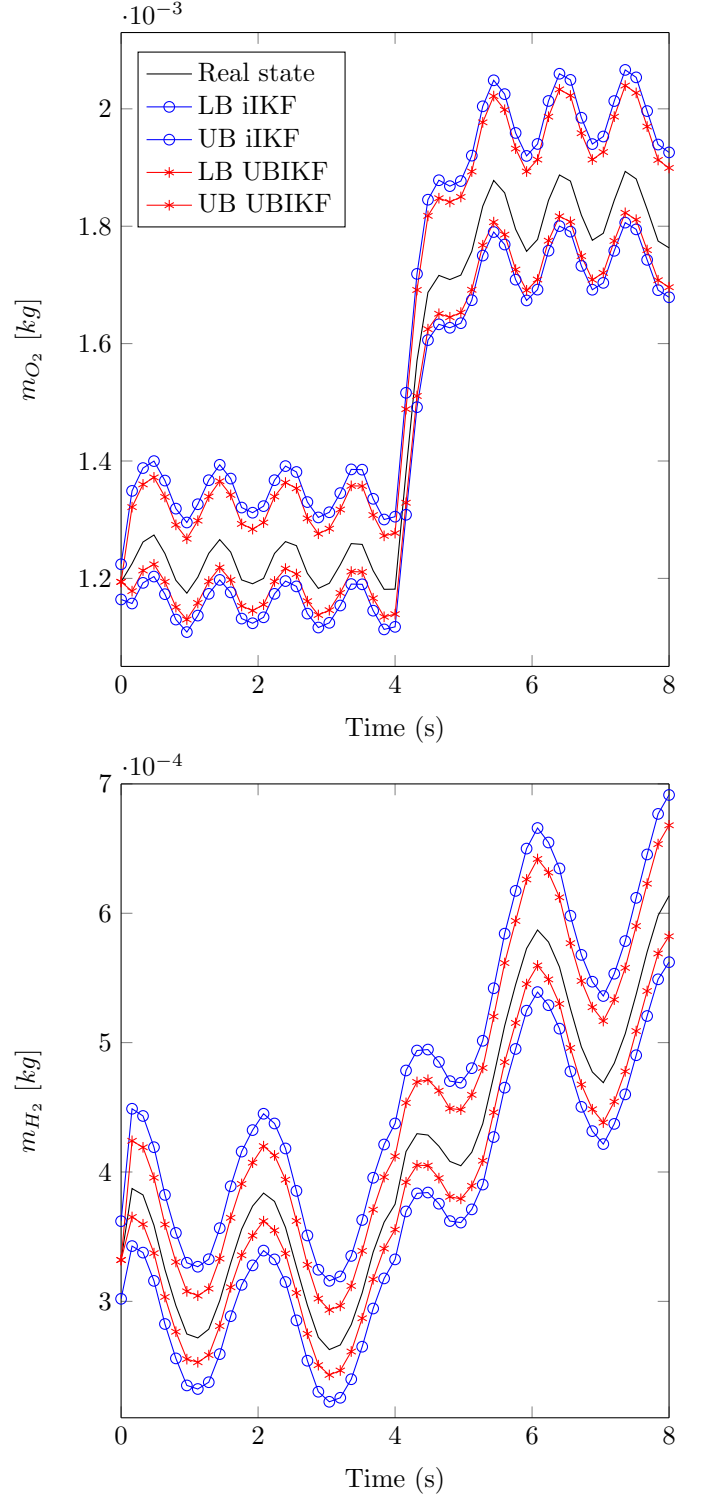 ·10⁻³
2
1.8
1.6
1.4
1.2
m_{O_2} [kg]
Real state
LB iIKF
UB iIKF
LB UBIKF
UB UBIKF
0 2 4 6 8
Time (s)
·10⁻⁴
7
6
5
4
3
m_{H_2} [kg]
0 2 4 6 8
Time (s)